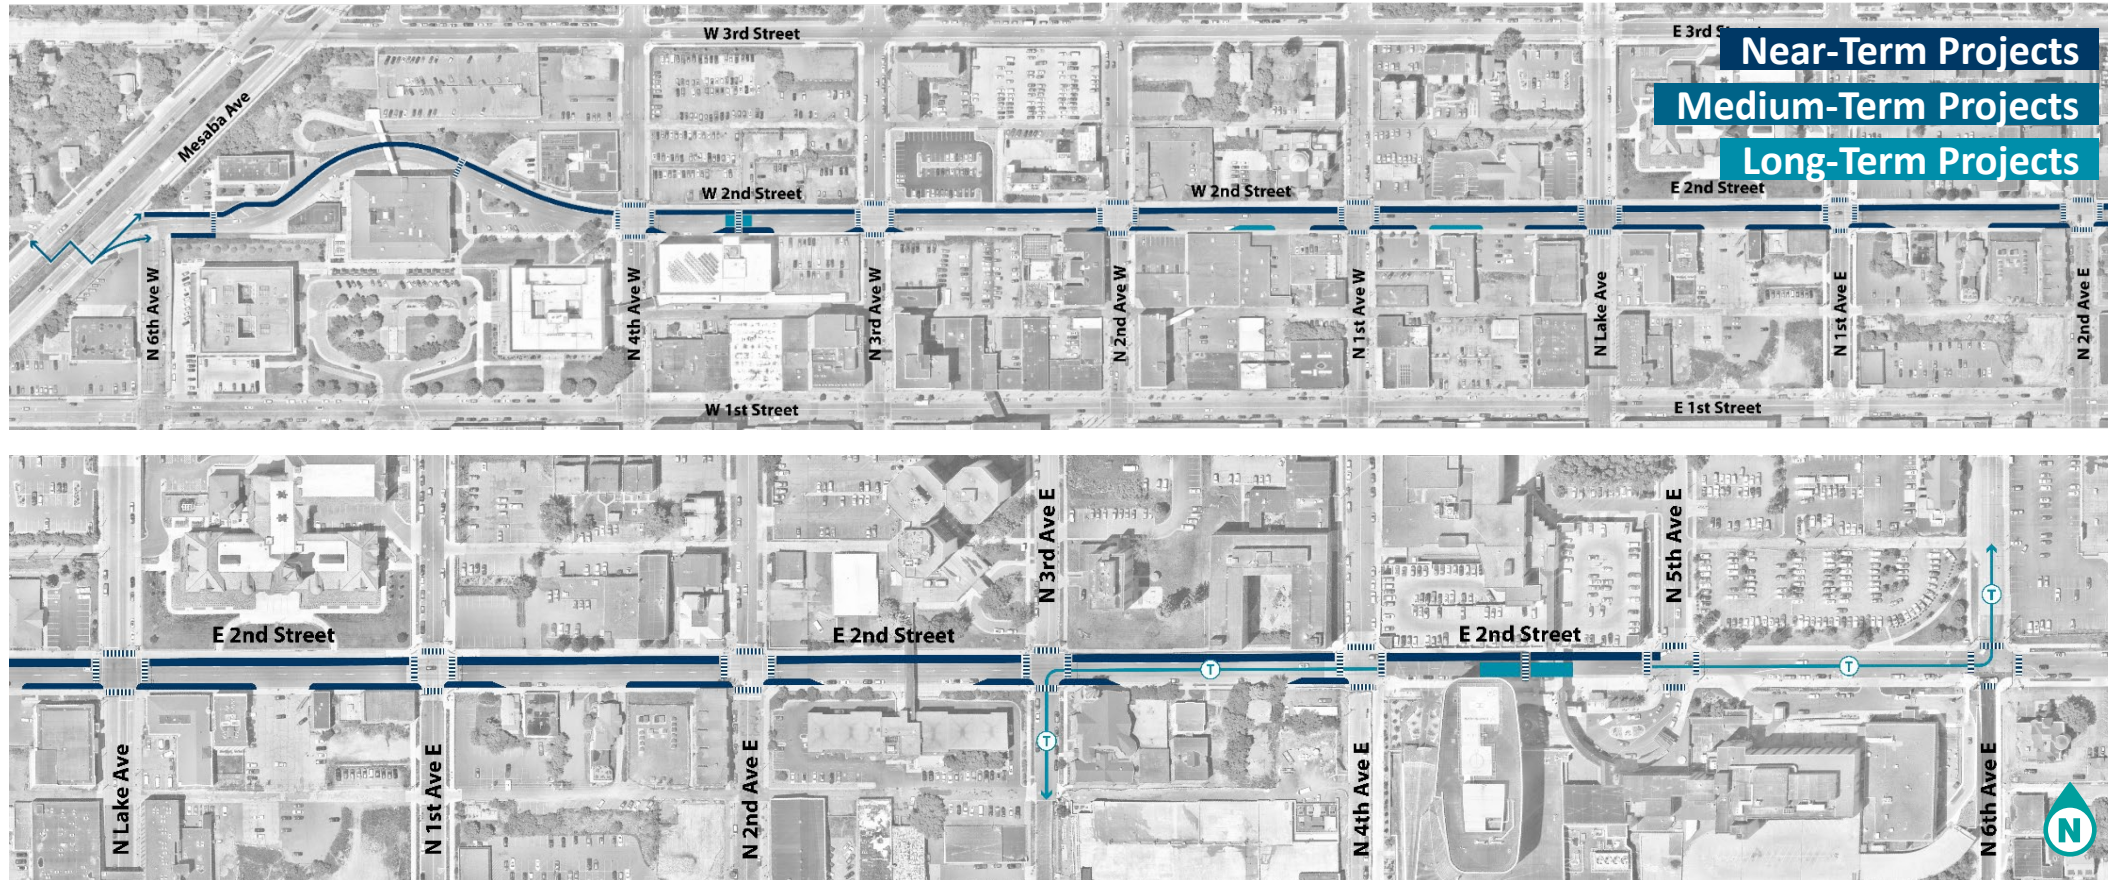 W 3rd Street
E 3rd St
Near-Term Projects
Medium-Term Projects
Long-Term Projects
Mesaba Ave
W 2nd Street
W 2nd Street
E 2nd Street
N 6th Ave W
N 4th Ave W
N 3rd Ave W
N 2nd Ave W
N 1st Ave W
N Lake Ave
N 1st Ave E
N 2nd Ave E
W 1st Street
E 1st Street
N 3rd Ave E
N 5th Ave E
E 2nd Street
E 2nd Street
E 2nd Street
T
T
T
T
N Lake Ave
N 1st Ave E
N 2nd Ave E
N 4th Ave E
N 6th Ave E
N